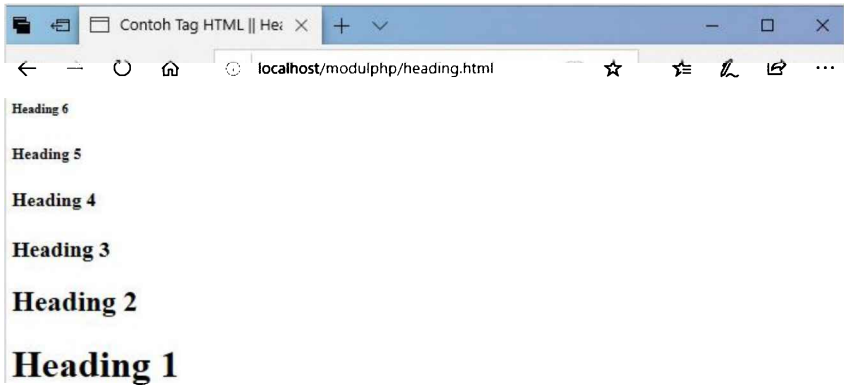 Contoh Tag HTML || Hea
localhost/modulphp/heading.html
Heading 6
Heading 5
Heading 4
Heading 3
Heading 2
Heading 1